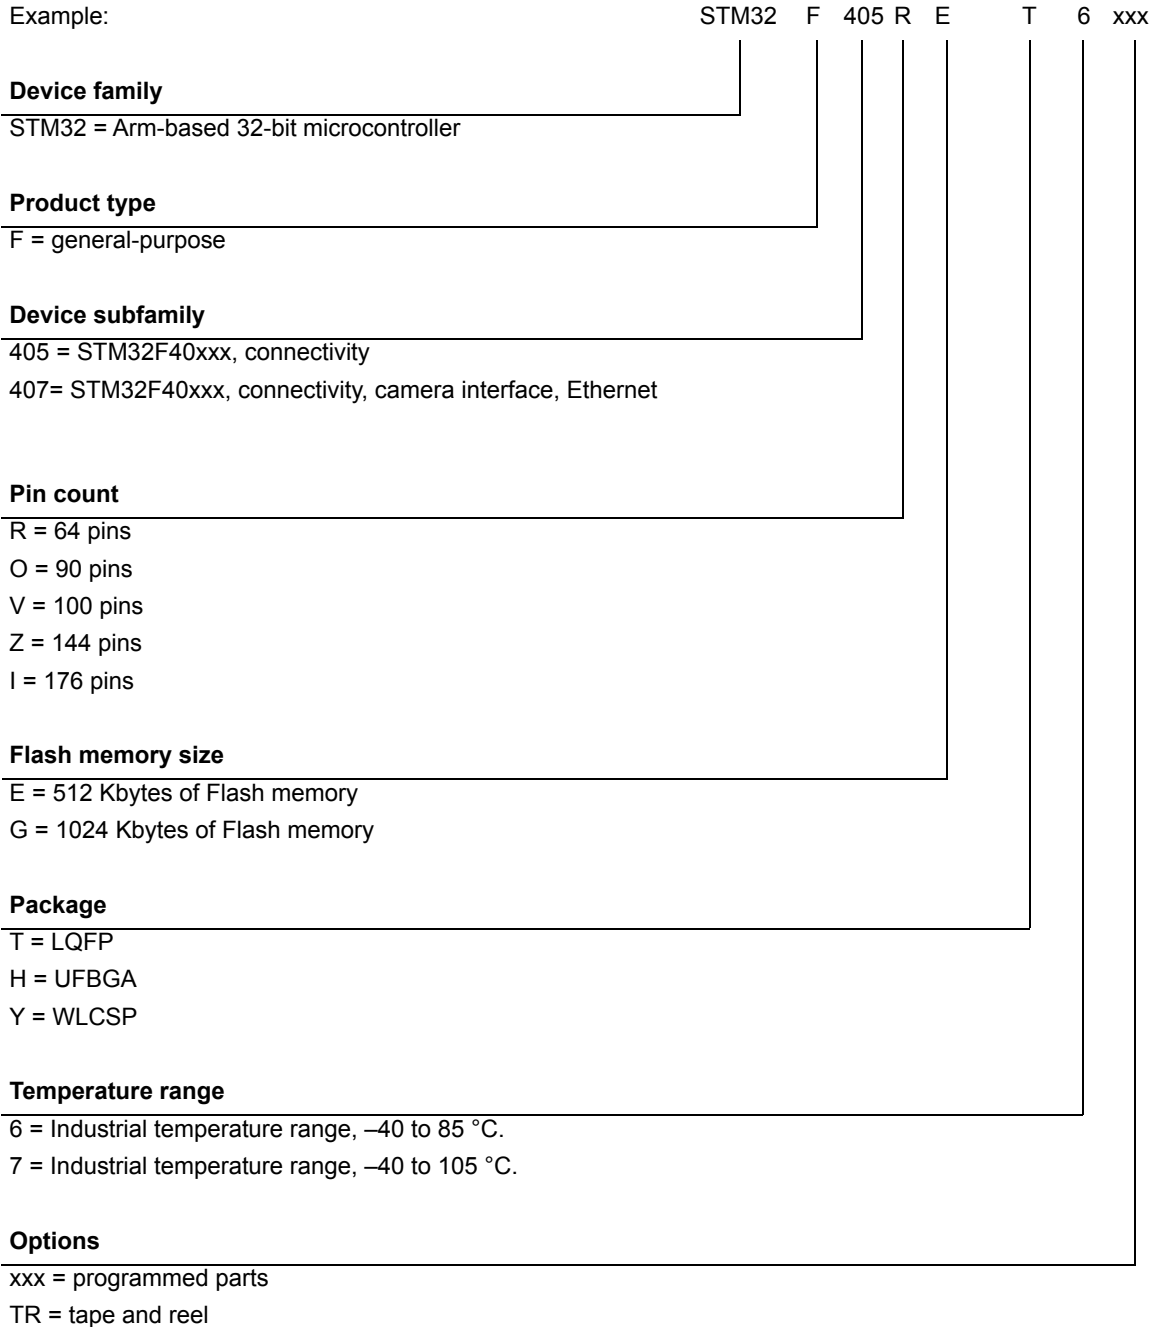 Example: STM32 F 405 R E T 6 xxx
Device family
STM32 = Arm-based 32-bit microcontroller
Product type
F = general-purpose
Device subfamily
405 = STM32F40xxx, connectivity
407= STM32F40xxx, connectivity, camera interface, Ethernet
Pin count
R = 64 pins
O = 90 pins
V = 100 pins
Z = 144 pins
I = 176 pins
Flash memory size
E = 512 Kbytes of Flash memory
G = 1024 Kbytes of Flash memory
Package
T = LQFP
H = UFBGA
Y = WLCSP
Temperature range
6 = Industrial temperature range, –40 to 85 °C.
7 = Industrial temperature range, –40 to 105 °C.
Options
xxx = programmed parts
TR = tape and reel